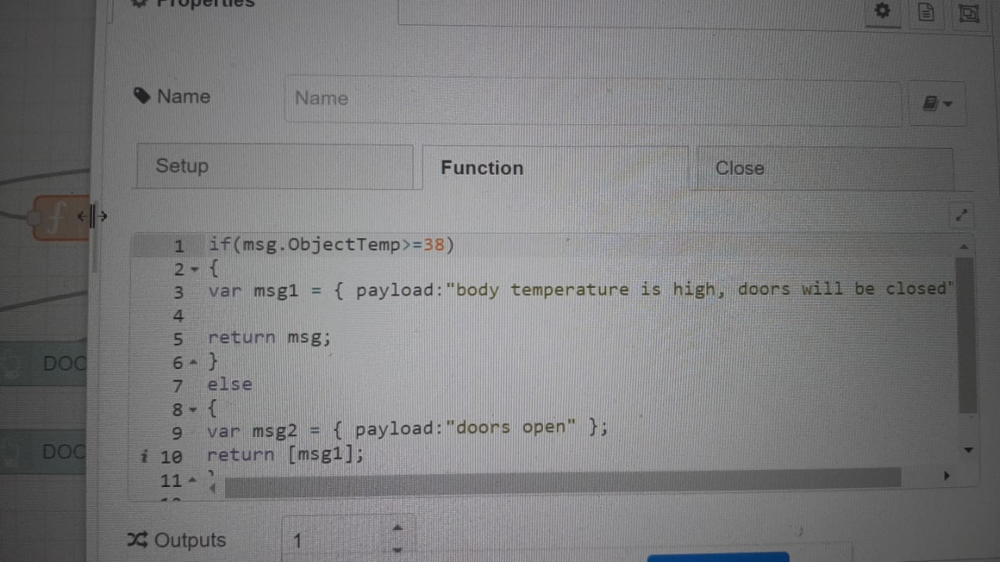 Properties
Name
Name
Setup
Function
Close
1 if(msg.ObjectTemp>=38)
2 {
3 var msg1 = { payload:"body temperature is high, doors will be closed"
4
5 return msg;
6 }
7 else
8 {
9 var msg2 = { payload:"doors open" };
i 10 return [msg1];
11
DOC
DOC
Outputs
1